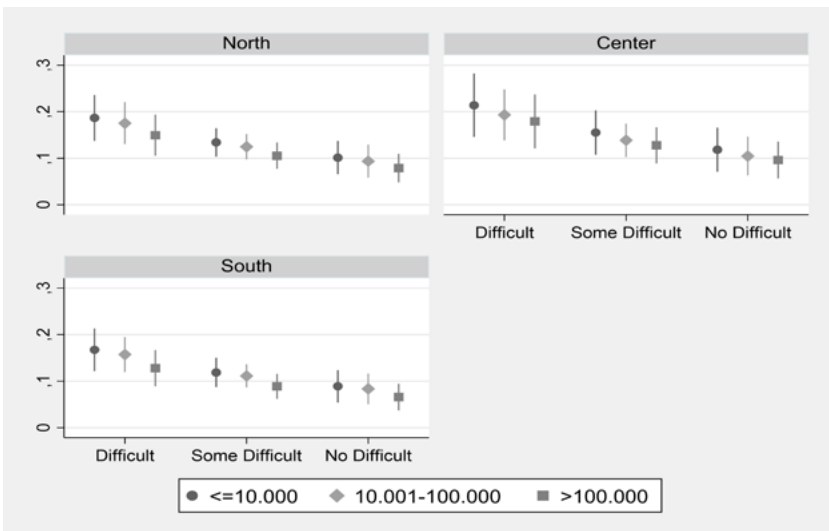 North Center
,3
,2
,1
0
Difficult Some Difficult No Difficult
South
,3
,2
,1
0
Difficult Some Difficult No Difficult
<=10.000 10.001-100.000 >100.000